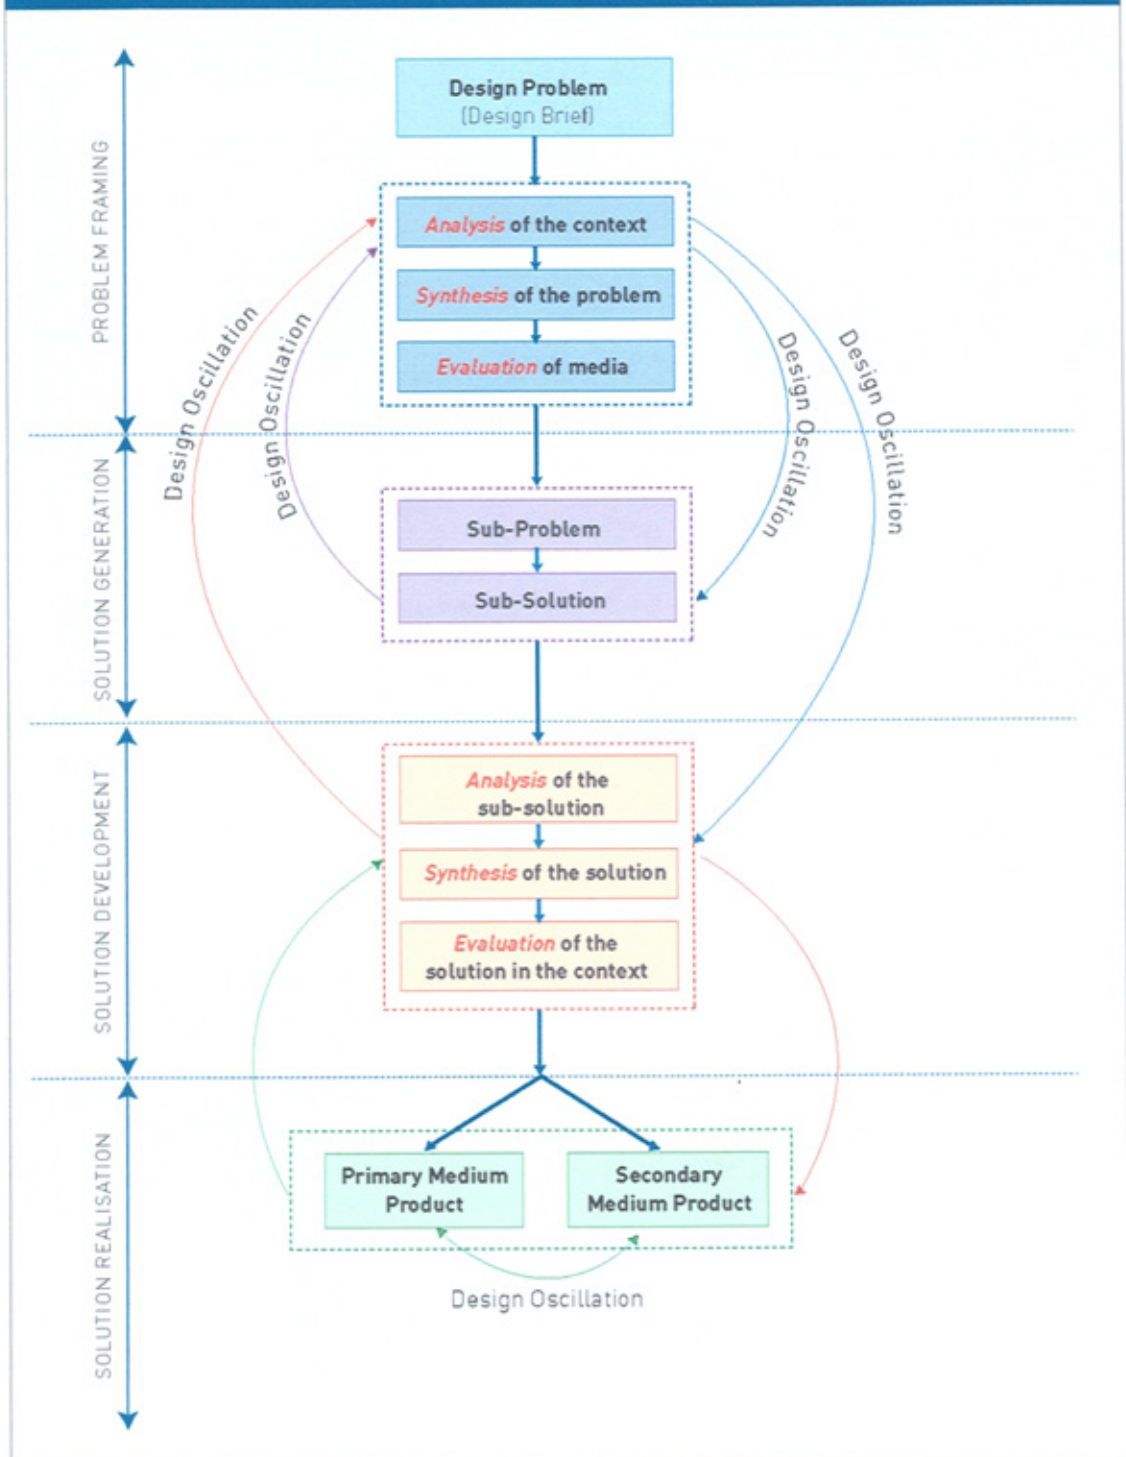 Design Problem
(Design Brief)
PROBLEM FRAMING
Analysis of the context
Synthesis of the problem
Evaluation of media
Design Oscillation
Design Oscillation
Design Oscillation
Design Oscillation
SOLUTION GENERATION
Sub-Problem
Sub-Solution
SOLUTION DEVELOPMENT
Analysis of the
sub-solution
Synthesis of the solution
Evaluation of the
solution in the context
SOLUTION REALISATION
Primary Medium
Product
Secondary
Medium Product
Design Oscillation